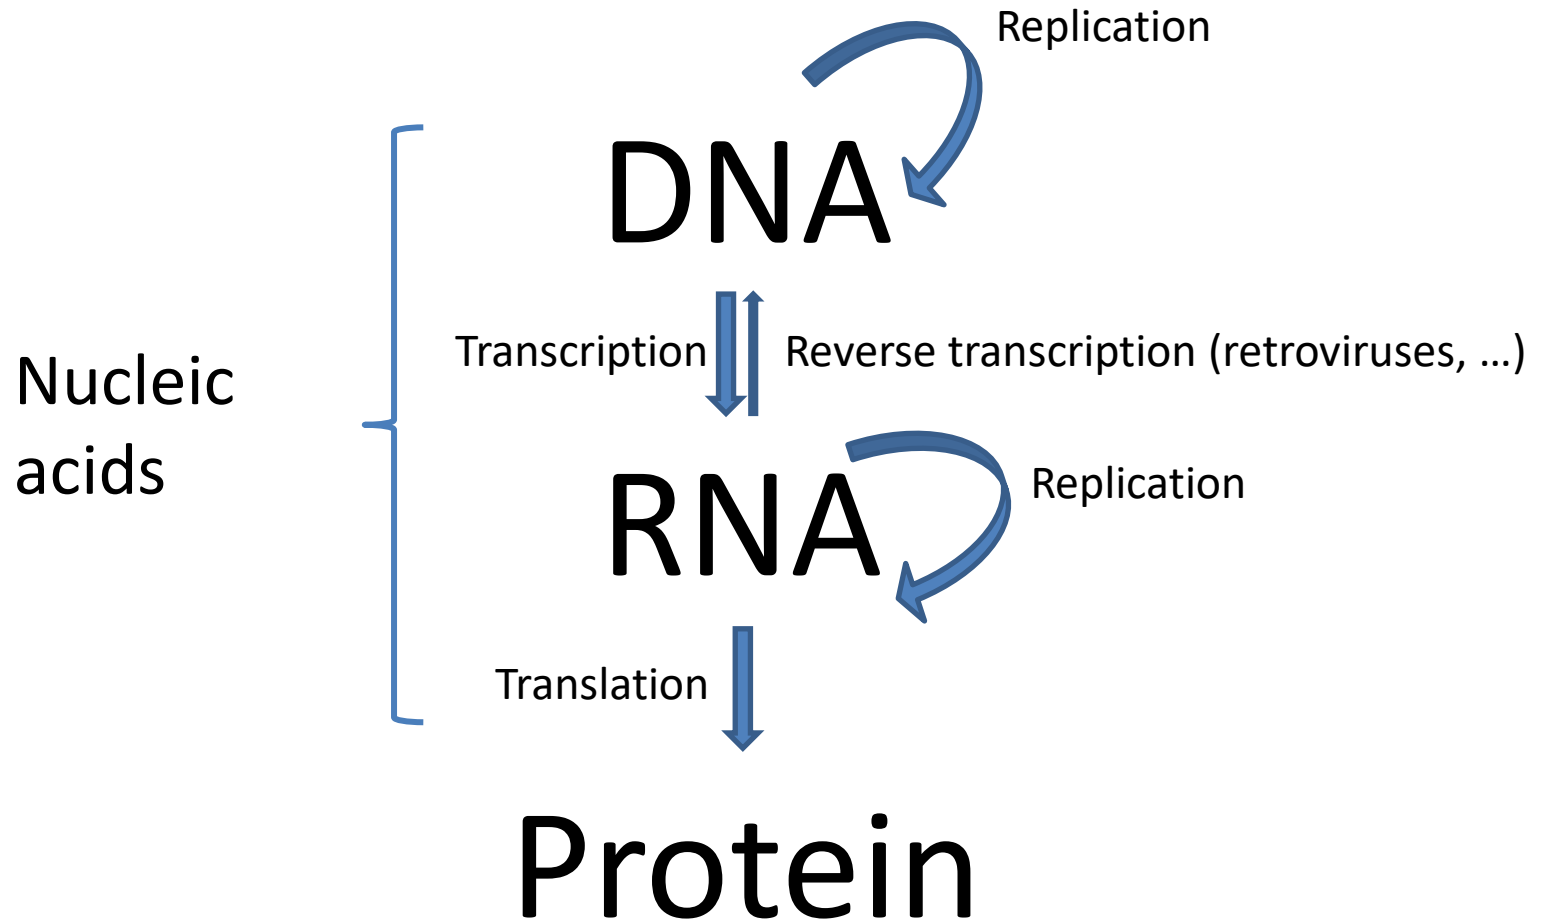 Replication
DNA
Transcription
Reverse transcription (retroviruses, …)
Nucleic
acids
Replication
RNA
Translation
Protein